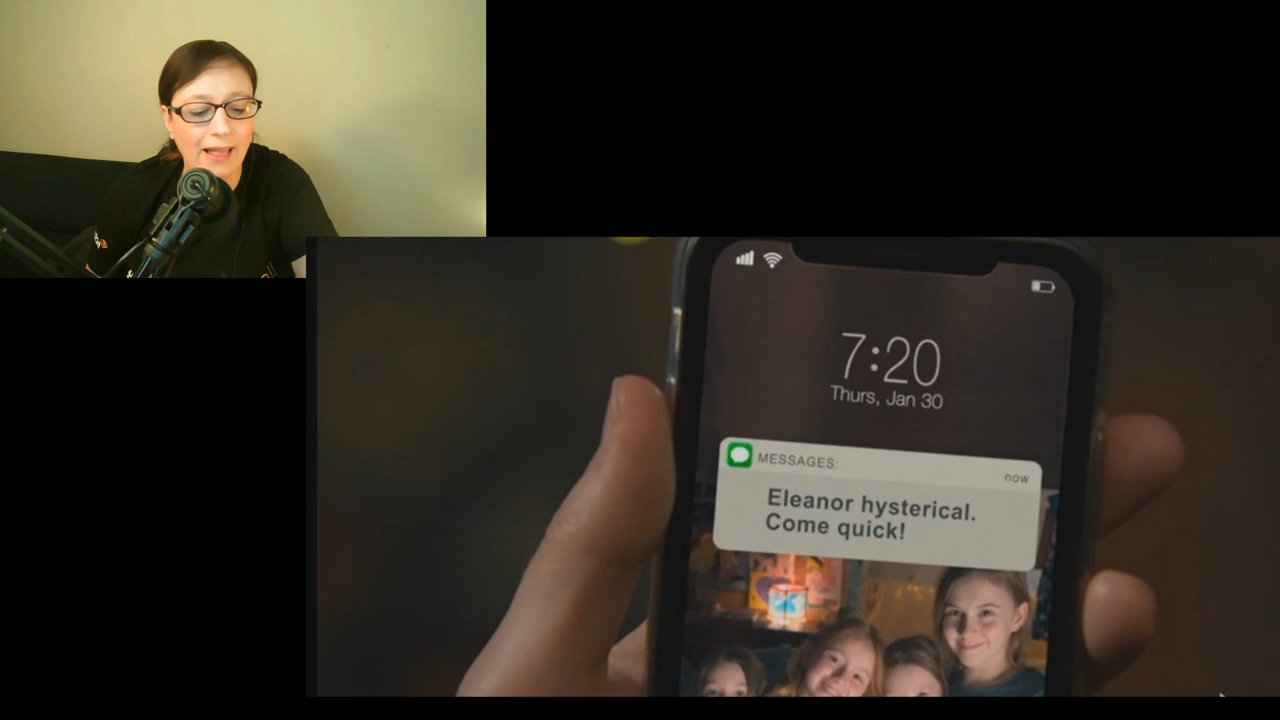 7:20
Thurs, Jan 30
MESSAGES:
now
Eleanor hysterical.
Come quick!